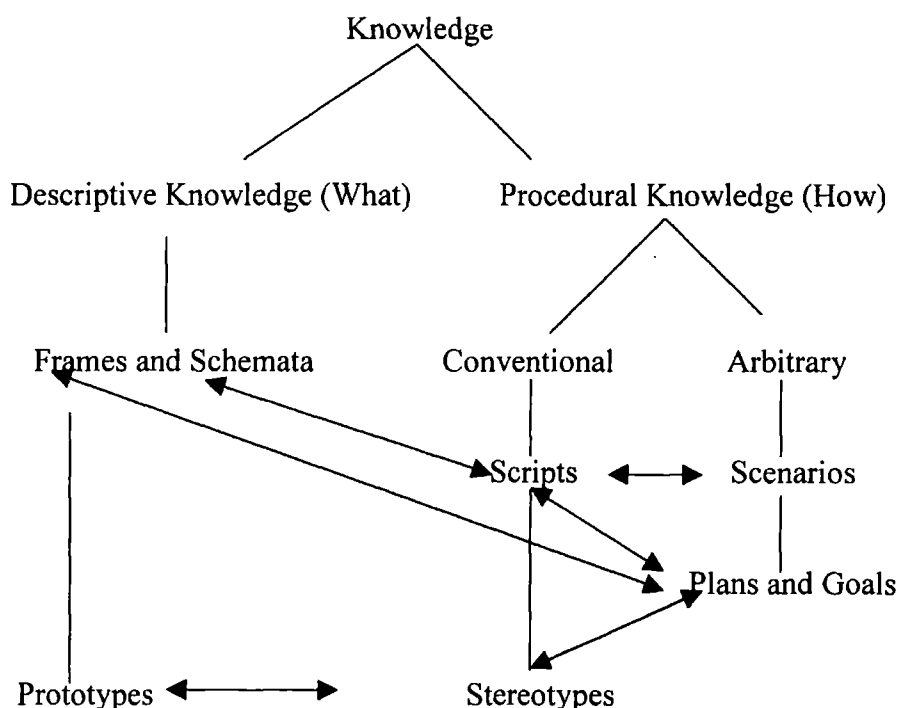 Knowledge
Descriptive Knowledge (What) Procedural Knowledge (How)
Frames and Schemata Conventional Arbitrary
Scripts Scenarios
Plans and Goals
Prototypes Stereotypes